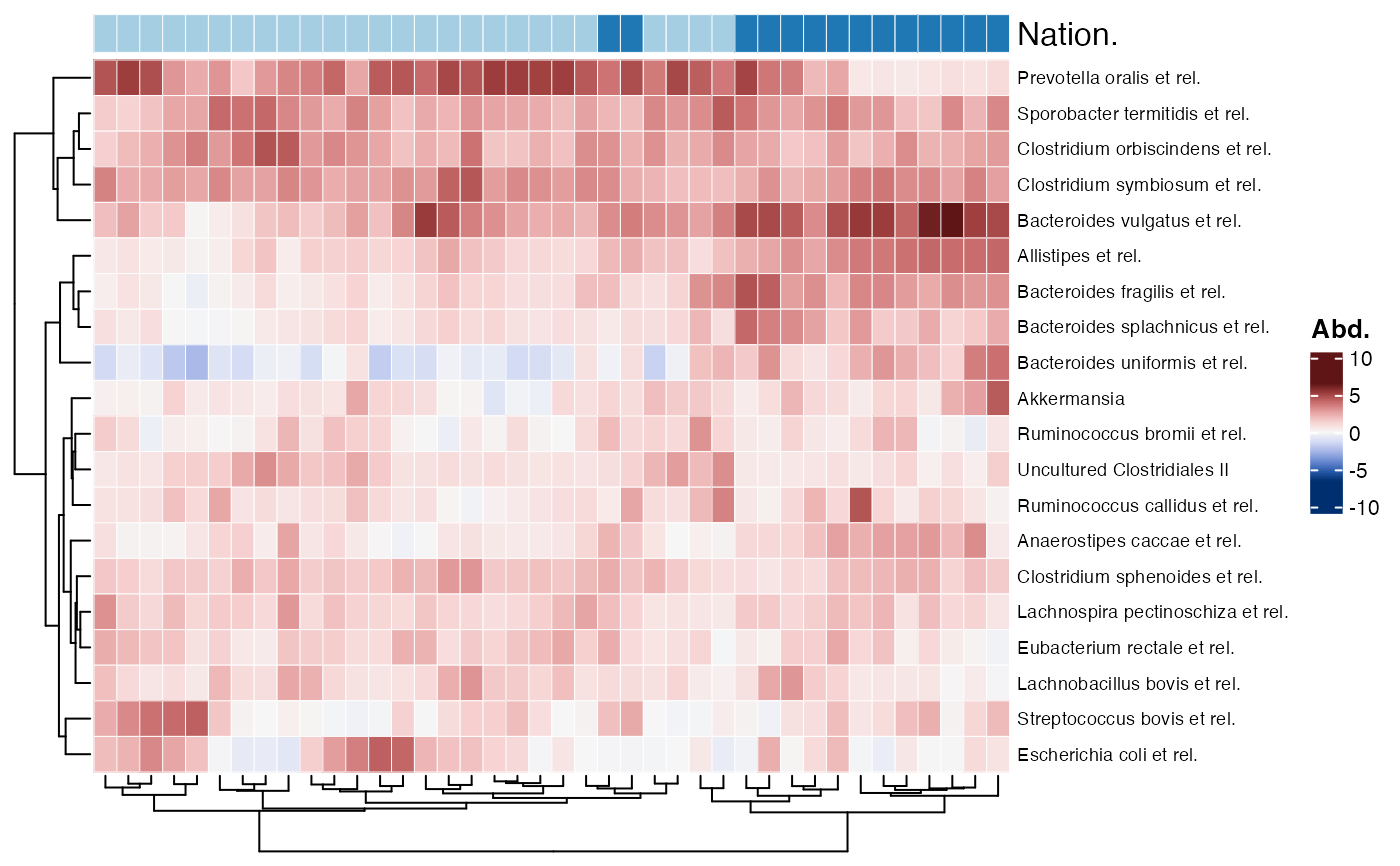 Nation.
Prevotella oralis et rel.
Sporobacter termitidis et rel.
Clostridium orbiscindens et rel.
Clostridium symbiosum et rel.
Bacteroides vulgatus et rel.
Allistipes et rel.
Bacteroides fragilis et rel.
Bacteroides splachnicus et rel.
Bacteroides uniformis et rel.
Akkermansia
Ruminococcus bromii et rel.
Uncultured Clostridiales II
Ruminococcus callidus et rel.
Anaerostipes caccae et rel.
Clostridium sphenoides et rel.
Lachnospira pectinoschiza et rel.
Eubacterium rectale et rel.
Lachnobacillus bovis et rel.
Streptococcus bovis et rel.
Escherichia coli et rel.
Abd.
10
5
0
-5
-10